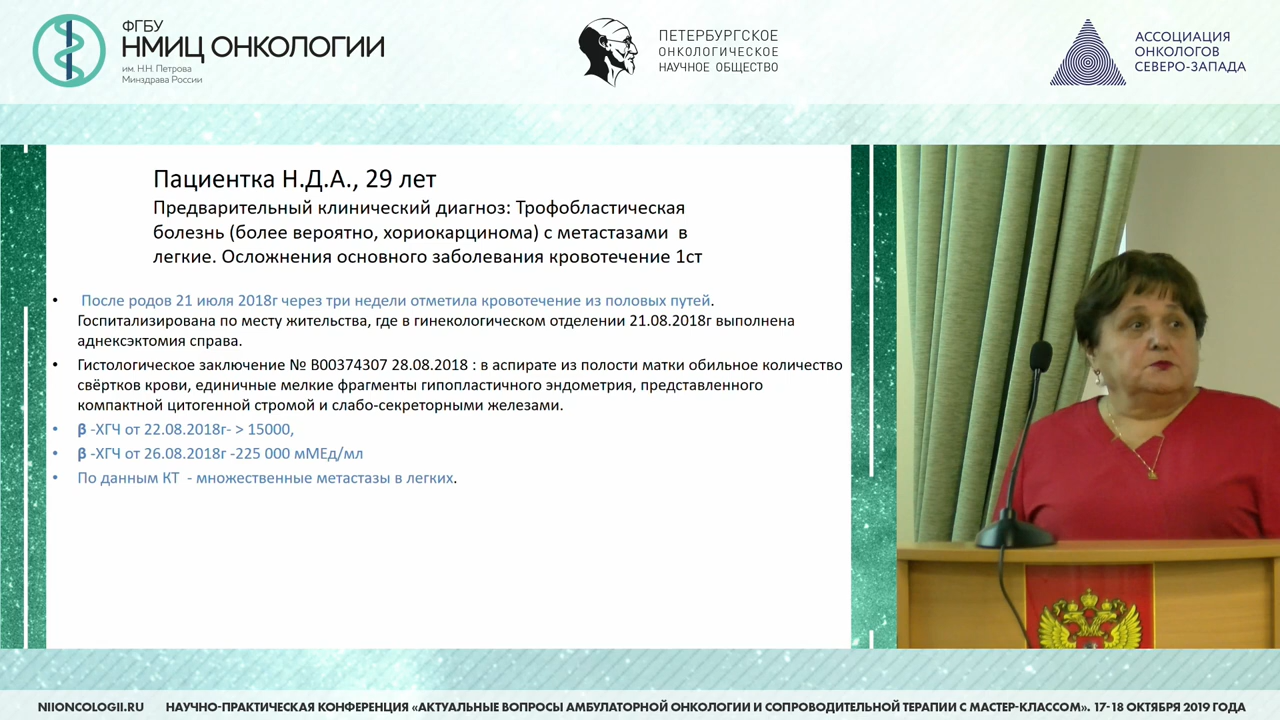 ФГБУ
НМИЦ ОНКОЛОГИИ
им. Н.Н. Петрова
Минздрава России
ПЕТЕРБУРГСКОЕ
ОНКОЛОГИЧЕСКОЕ
НАУЧНОЕ ОБЩЕСТВО
АССОЦИАЦИЯ
ОНКОЛОГОВ
СЕВЕРО-ЗАПАДА
Пациентка Н.Д.А., 29 лет
Предварительный клинический диагноз: Трофобластическая
болезнь (более вероятно, хориокарцинома) с метастазами в
легкие. Осложнения основного заболевания кровотечение 1ст
• После родов 21 июля 2018г через три недели отметила кровотечение из половых путей.
Госпитализирована по месту жительства, где в гинекологическом отделении 21.08.2018г выполнена
аднексэктомия справа.
• Гистологическое заключение № В00374307 28.08.2018 : в аспирате из полости матки обильное количество
свёртков крови, единичные мелкие фрагменты гипопластичного эндометрия, представленного
компактной цитогенной стромой и слабо-секреторными железами.
• β -ХГЧ от 22.08.2018г- > 15000,
• β -ХГЧ от 26.08.2018г -225 000 мМЕд/мл
• По данным КТ - множественные метастазы в легких.
NIIONCOLOGII.RU НАУЧНО-ПРАКТИЧЕСКАЯ КОНФЕРЕНЦИЯ «АКТУАЛЬНЫЕ ВОПРОСЫ АМБУЛАТОРНОЙ ОНКОЛОГИИ И СОПРОВОДИТЕЛЬНОЙ ТЕРАПИИ С МАСТЕР-КЛАССОМ». 17-18 ОКТЯБРЯ 2019 ГОДА